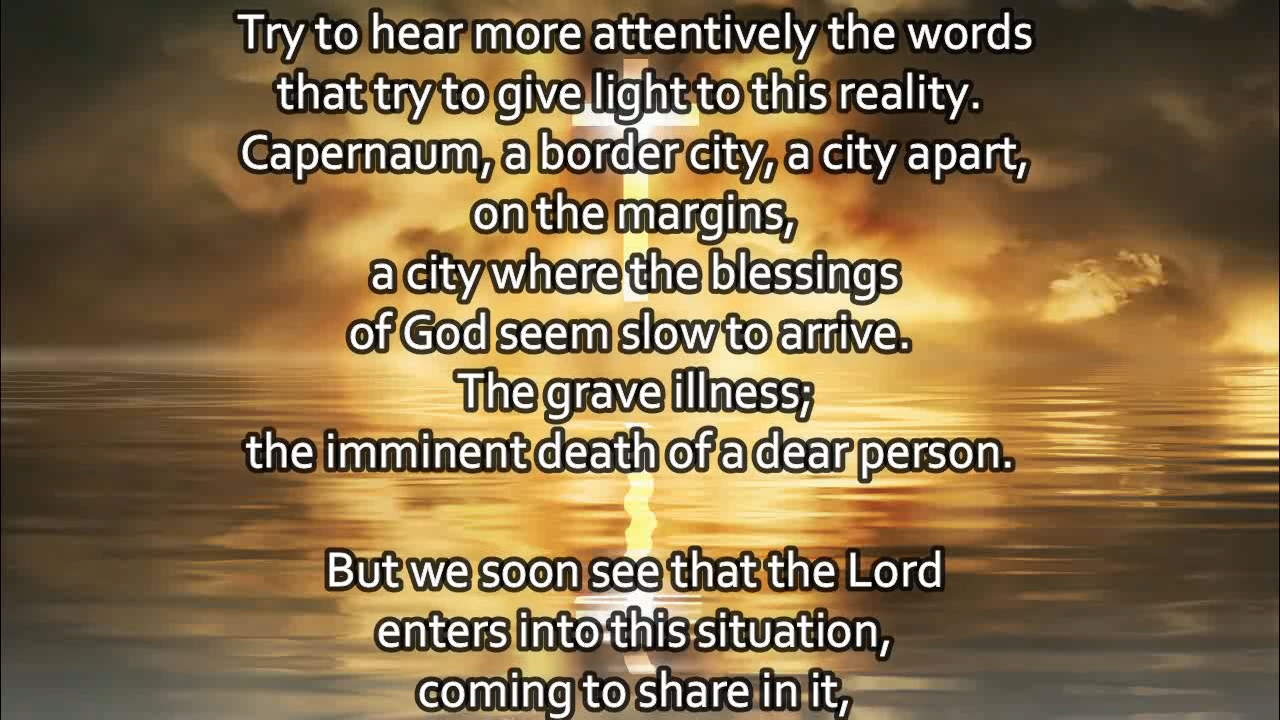 Try to hear more attentively the words
that try to give light to this reality.
Capernaum, a border city, a city apart,
on the margins,
a city where the blessings
of God seem slow to arrive.
The grave illness;
the imminent death of a dear person.
But we soon see that the Lord
enters into this situation,
coming to share in it,